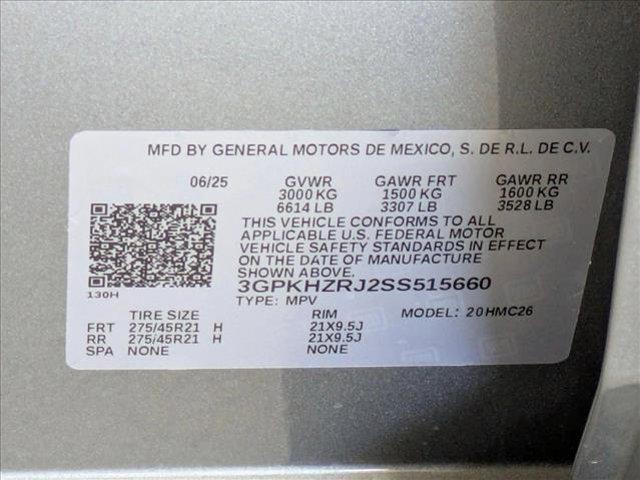 MFD BY GENERAL MOTORS DE MEXICO, S. DE R.L. DE C.V.
06/25 GVWR GAWR FRT GAWR RR
3000 KG 1500 KG 1600 KG
6614 LB 3307 LB 3528 LB
THIS VEHICLE CONFORMS TO ALL
APPLICABLE U.S. FEDERAL MOTOR
VEHICLE SAFETY STANDARDS IN EFFECT
ON THE DATE OF MANUFACTURE
SHOWN ABOVE.
3GPKHZRJ2SS515660
130H
TYPE: MPV
TIRE SIZE RIM MODEL: 20HMC26
FRT 275/45R21 H 21X9.5J
RR 275/45R21 H 21X9.5J
SPA NONE NONE